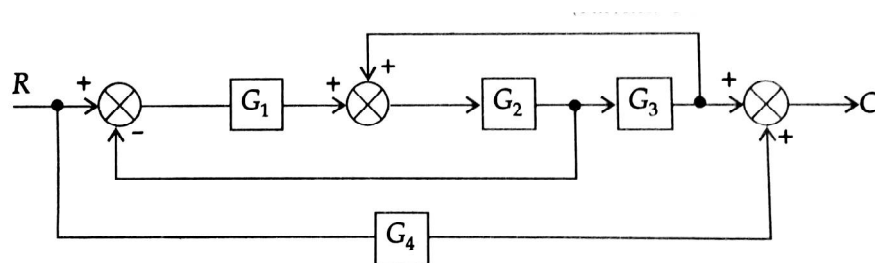 R + - G₁ + + G₂ G₃ + + C
G₄